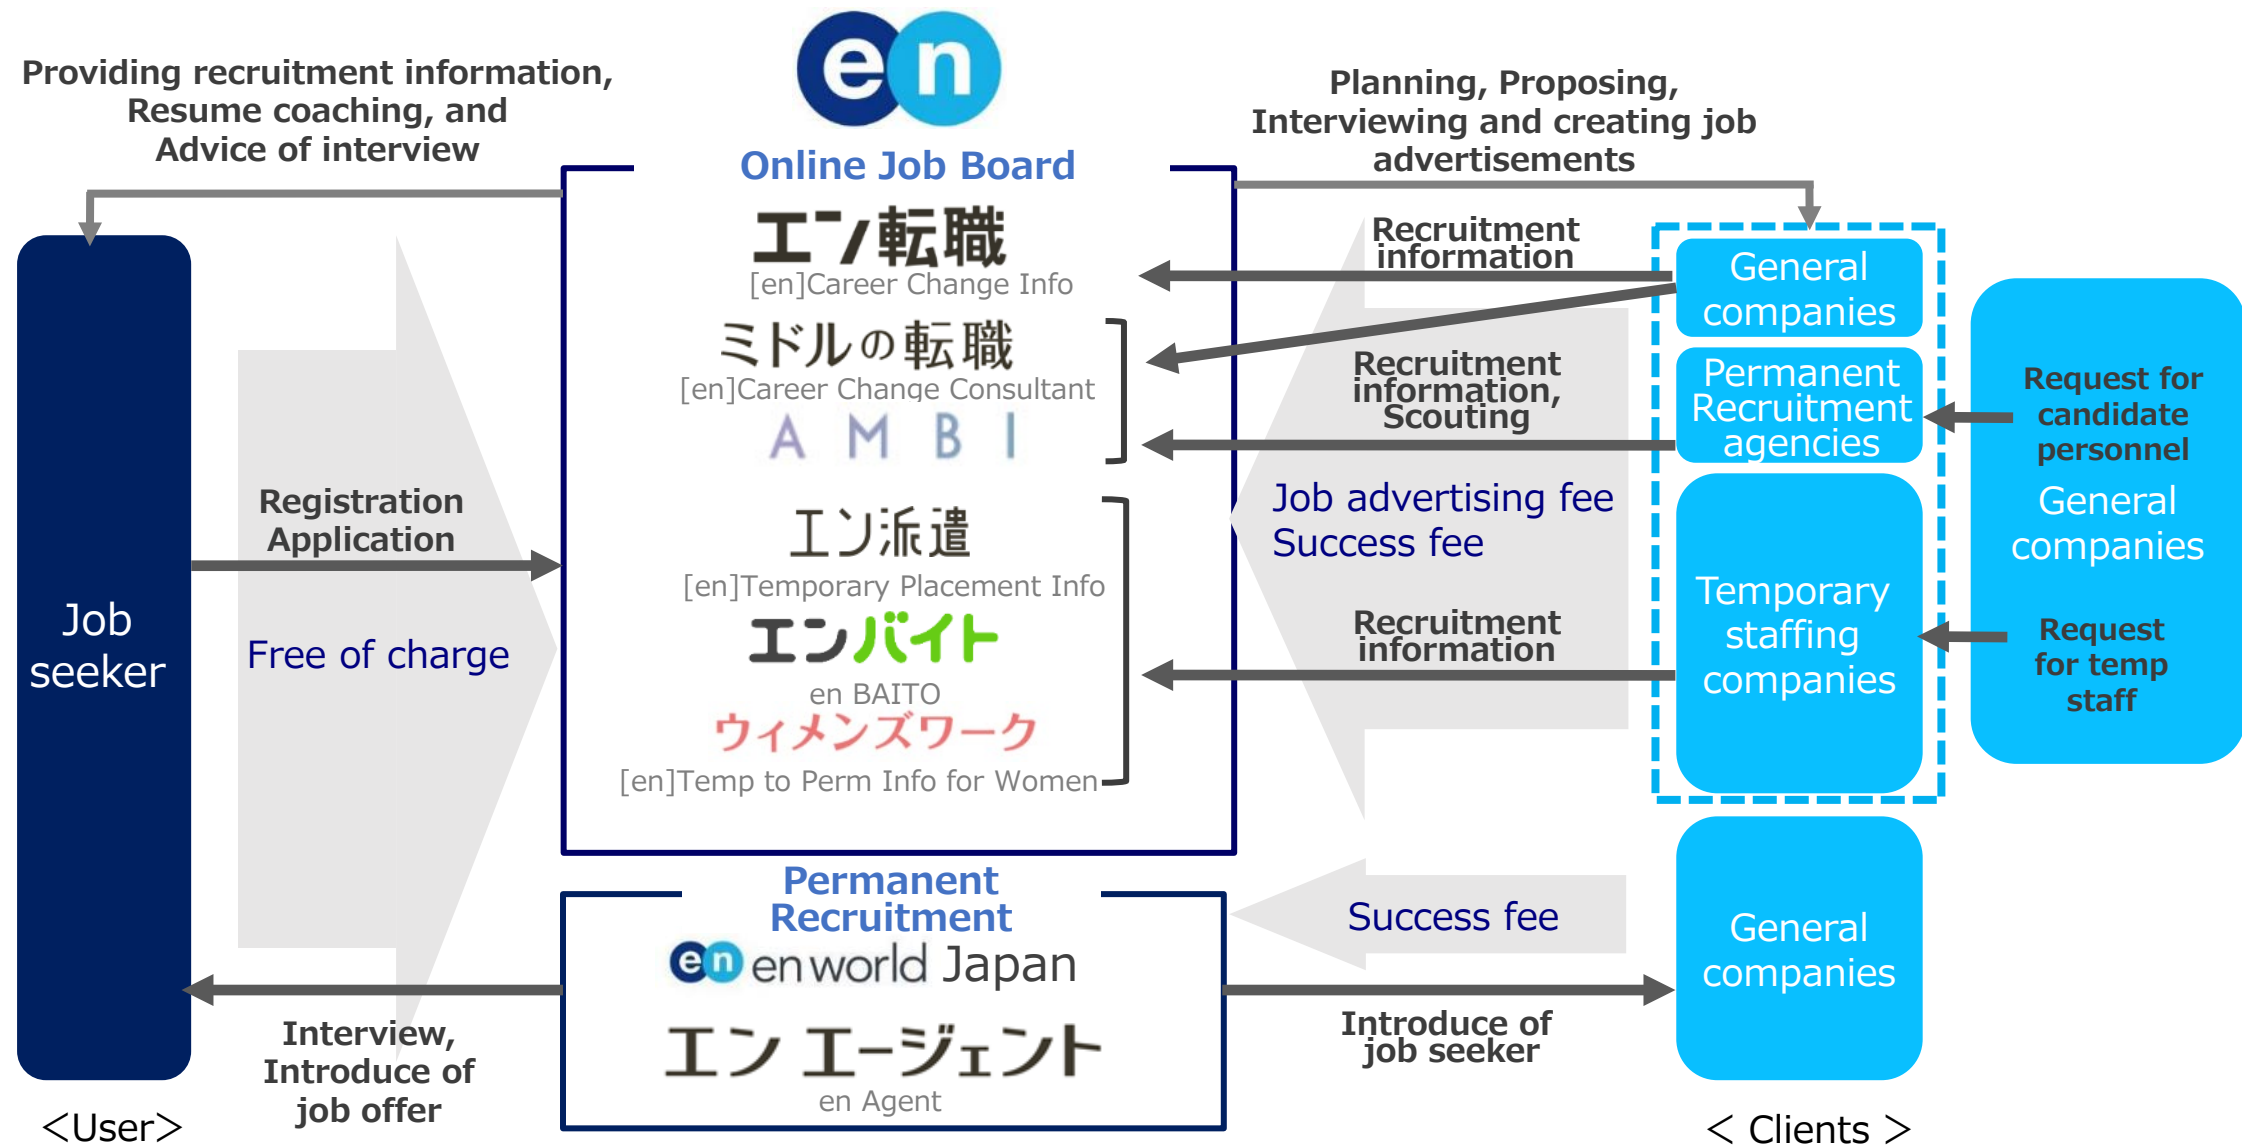 Providing recruitment information,
Resume coaching, and
Advice of interview
en
Online Job Board
Planning, Proposing,
Interviewing and creating job
advertisements
エン転職
[en]Career Change Info
ミドルの転職
[en]Career Change Consultant
AMBI
エン派遣
[en]Temporary Placement Info
エンバイト
en BAITO
ウィメンズワーク
[en]Temp to Perm Info for Women
Registration
Application
Free of charge
Job
seeker
Recruitment
information
Recruitment
information,
Scouting
Job advertising fee
Success fee
Recruitment
information
General
companies
Permanent
Recruitment
agencies
Temporary
staffing
companies
Request for
candidate
personnel
General
companies
Request
for temp
staff
Permanent
Recruitment
en en world Japan
エン エージェント
en Agent
Interview,
Introduce of
job offer
Success fee
Introduce of
job seeker
General
companies
＜User＞
＜ Clients ＞